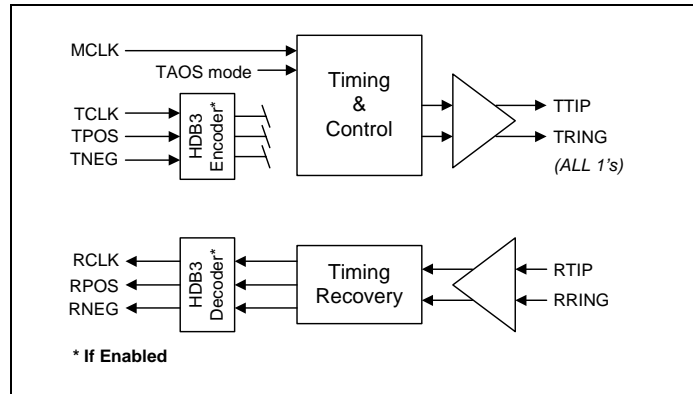 MCLK
TAOS mode
TCLK
TPOS
TNEG
HDB3
Encoder*
Timing
&
Control
TTIP
TRING
(ALL 1's)
RCLK
RPOS
RNEG
HDB3
Decoder*
Timing
Recovery
RTIP
RRING
* If Enabled